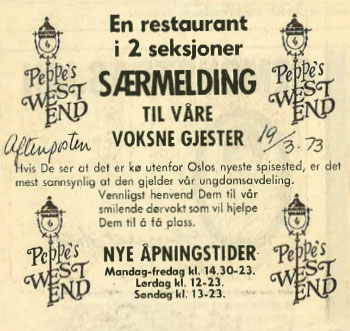 En restaurant
i 2 seksjoner
Peppe's
WEST
END
SÆRMELDING
Peppe's
WEST
END
TIL VÅRE
VOKSNE GJESTER
Aftenposten
19/3.73
Hvis De ser at det er kø utenfor Oslos nyeste spisested, er det
mest sannsynlig at den gjelder vår ungdomsavdeling.
Vennligst henvend Dem til vår
smilende dørvokt som vil hjelpe
Dem til å få plass.
Peppe's
WEST
END
NYE ÅPNINGSTIDER
Mandag-fredag kl. 14.30-23.
Lørdag kl. 12-23.
Søndag kl. 13-23.
Peppe's
WEST
END